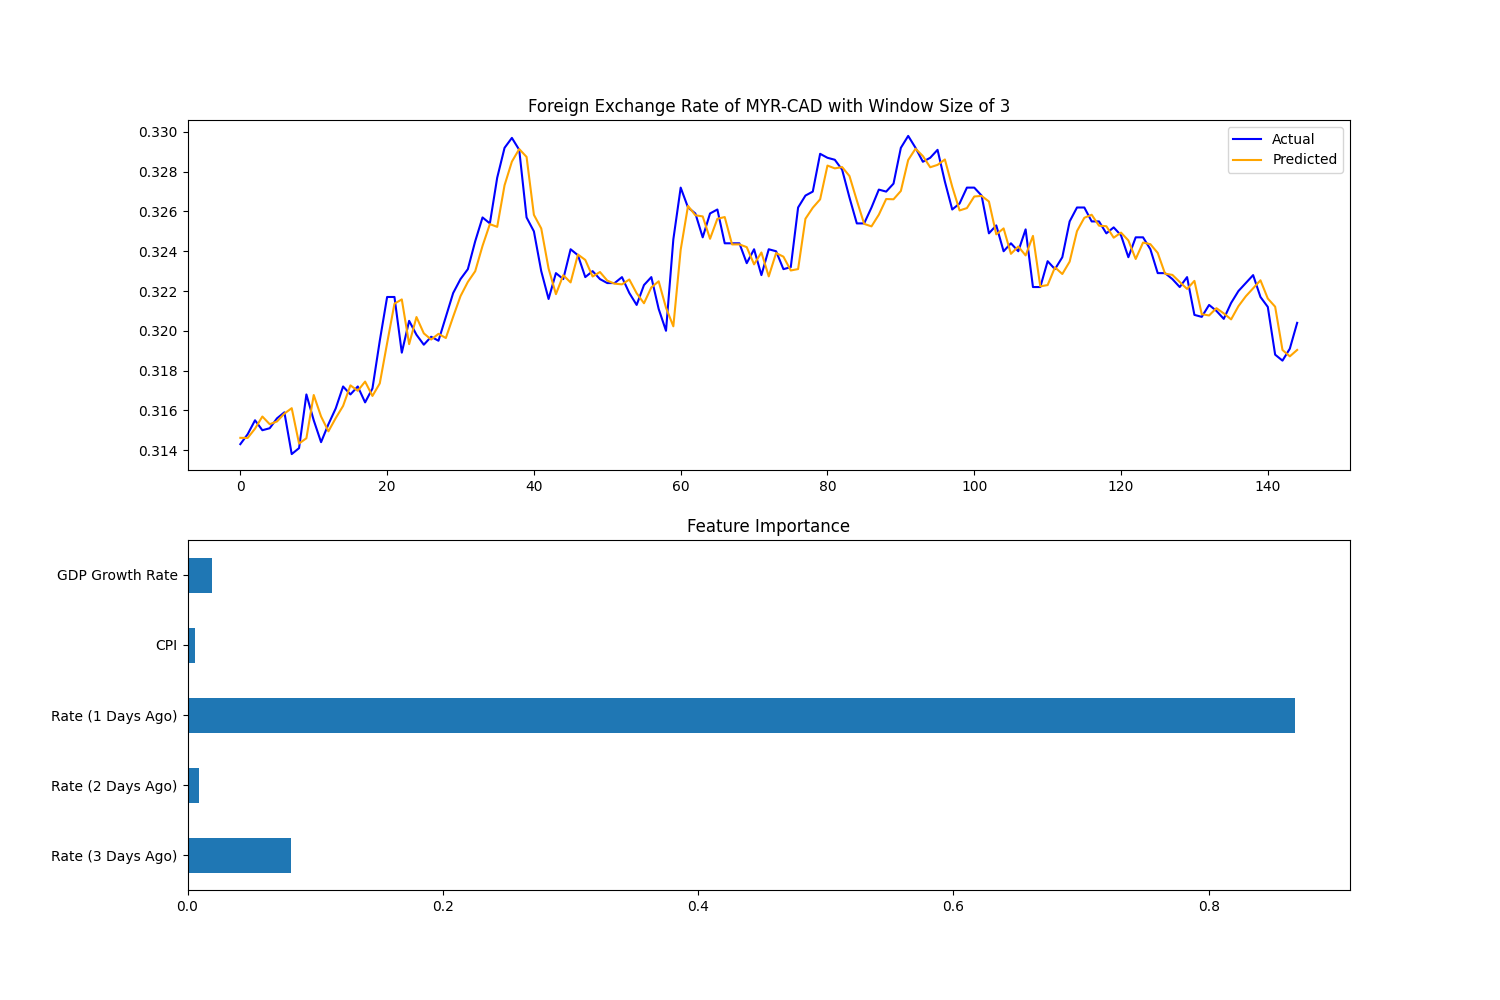 Foreign Exchange Rate of MYR-CAD with Window Size of 3
0.330
0.328
0.326
0.324
0.322
0.320
0.318
0.316
0.314
Actual
Predicted
0 20 40 60 80 100 120 140
Feature Importance
GDP Growth Rate
CPI
Rate (1 Days Ago)
Rate (2 Days Ago)
Rate (3 Days Ago)
0.0 0.2 0.4 0.6 0.8